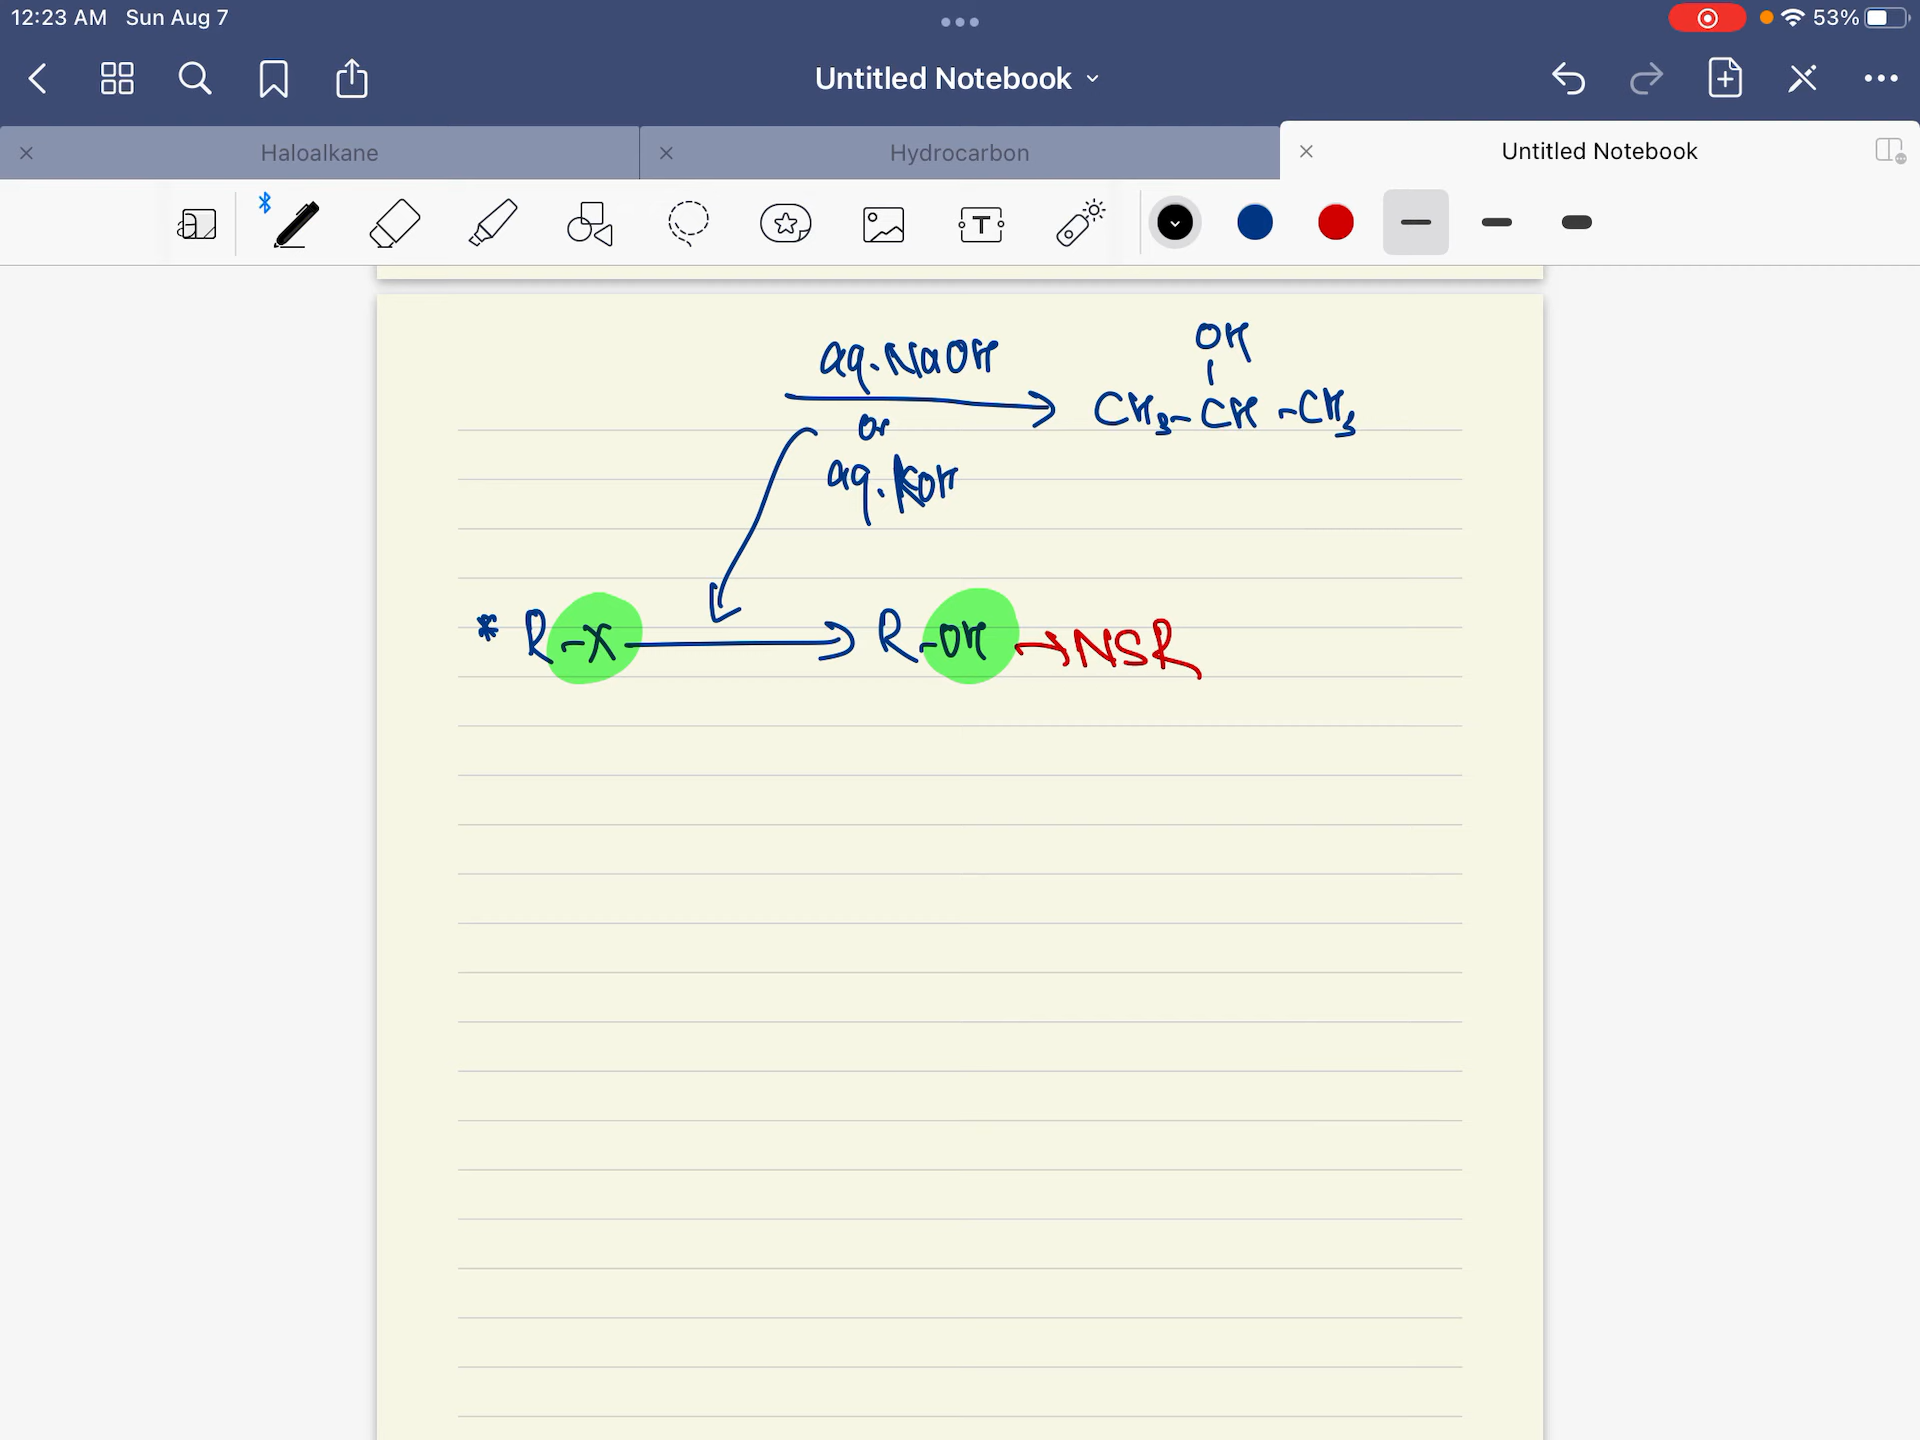 12:23 AM Sun Aug 7
53%
Untitled Notebook
Haloalkane
Hydrocarbon
Untitled Notebook
T
aq. NaOH
or
aq. KOH
OH
CH3-CH-CH3
* R-X → R-OH → NSR